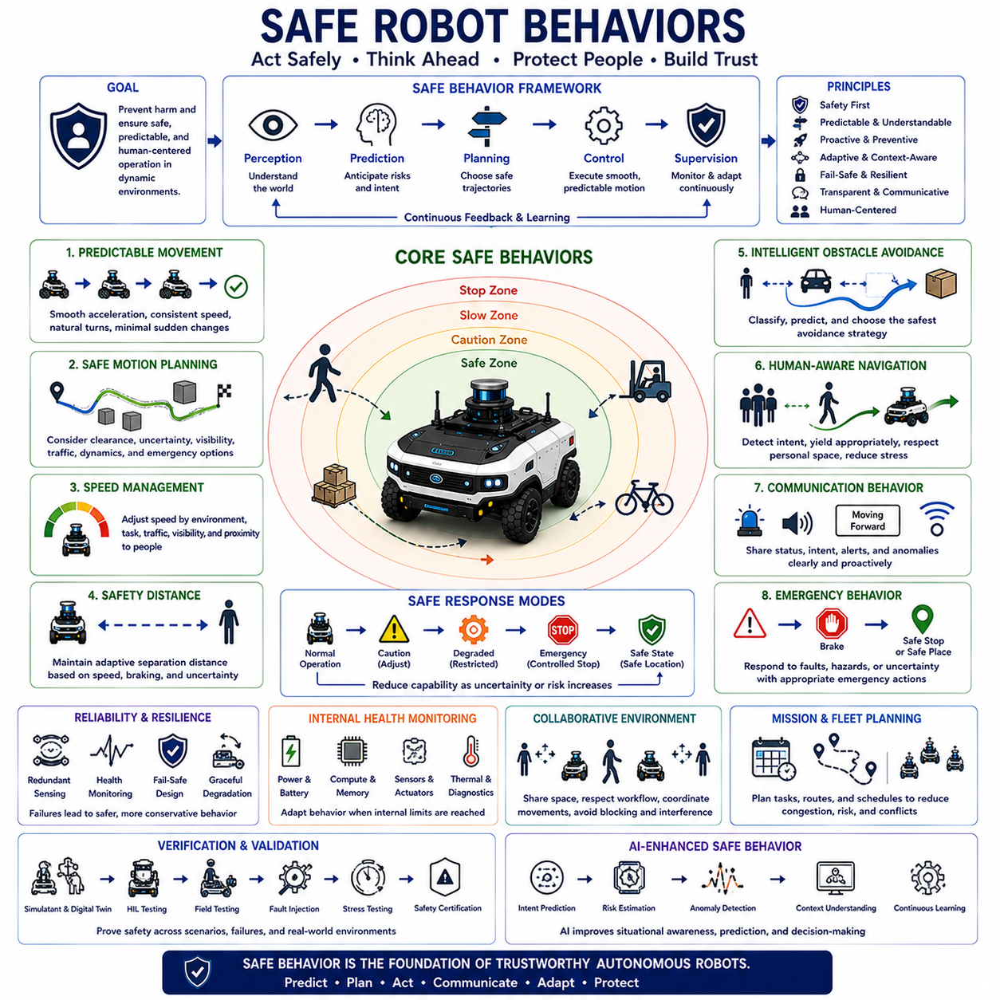 SAFE ROBOT BEHAVIORS
Act Safely • Think Ahead • Protect People • Build Trust
GOAL
Prevent harm and
ensure safe,
predictable, and
human-centered
operation in
dynamic
environments.
SAFE BEHAVIOR FRAMEWORK
Perception
Understand
the world
Prediction
Anticipate risks
and intent
Planning
Choose safe
trajectories
Control
Execute smooth,
predictable motion
Supervision
Monitor & adapt
continuously
Continuous Feedback & Learning
PRINCIPLES
Safety First
Predictable & Understandable
Proactive & Preventive
Adaptive & Context-Aware
Fail-Safe & Resilient
Transparent & Communicative
Human-Centered
1. PREDICTABLE MOVEMENT
Smooth acceleration, consistent speed,
natural turns, minimal sudden changes
2. SAFE MOTION PLANNING
Consider clearance, uncertainty, visibility,
traffic, dynamics, and emergency options
3. SPEED MANAGEMENT
Adjust speed by environment,
task, traffic, visibility, and proximity
to people
4. SAFETY DISTANCE
Maintain adaptive separation distance
based on speed, braking, and uncertainty
CORE SAFE BEHAVIORS
Stop Zone
Slow Zone
Caution Zone
Safe Zone
SAFE RESPONSE MODES
Normal
Operation
Caution
(Adjust)
Degraded
(Restricted)
STOP
Emergency
(Controlled Stop)
Safe State
(Safe Location)
Reduce capability as uncertainty or risk increases
5. INTELLIGENT OBSTACLE AVOIDANCE
Classify, predict, and choose the safest
avoidance strategy
6. HUMAN-AWARE NAVIGATION
Detect intent, yield appropriately, respect
personal space, reduce stress
7. COMMUNICATION BEHAVIOR
Moving
Forward
Share status, intent, alerts, and anomalies
clearly and proactively
8. EMERGENCY BEHAVIOR
Brake
Safe Stop
or Safe Place
Respond to faults, hazards, or uncertainty
with appropriate emergency actions
RELIABILITY & RESILIENCE
Redundant
Sensing
Health
Monitoring
Fail-Safe
Design
Graceful
Degradation
Failures lead to safer, more conservative behavior
INTERNAL HEALTH MONITORING
Power &
Battery
Compute &
Memory
Sensors &
Actuators
Thermal &
Diagnostics
Adapt behavior when internal limits are reached
COLLABORATIVE ENVIRONMENT
Share space, respect workflow, coordinate
movements, avoid blocking and interference
MISSION & FLEET PLANNING
Plan tasks, routes, and schedules to reduce
congestion, risk, and conflicts
VERIFICATION & VALIDATION
Simulatant & Digital Twin
HIL Testing
Field Testing
Fault Injection
Stress Testing
Safety Certification
Prove safety across scenarios, failures, and real-world environments
AI-ENHANCED SAFE BEHAVIOR
Intent Prediction
Risk Estimation
Anomaly Detection
Context Understanding
Continuous Learning
AI improves situational awareness, prediction, and decision-making
SAFE BEHAVIOR IS THE FOUNDATION OF TRUSTWORTHY AUTONOMOUS ROBOTS.
Predict • Plan • Act • Communicate • Adapt • Protect